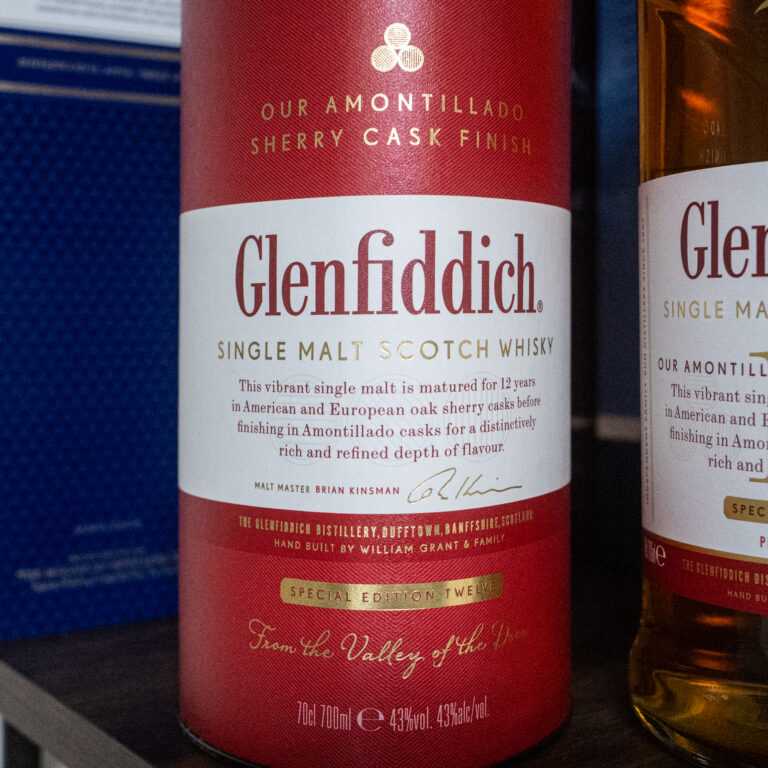 OUR AMONTILLADO
SHERRY CASK FINISH
Glenfiddich®
SINGLE MALT SCOTCH WHISKY
This vibrant single malt is matured for 12 years
in American and European oak sherry casks before
finishing in Amontillado casks for a distinctively
rich and refined depth of flavour.
MALT MASTER BRIAN KINSMAN
THE GLENFIDDICH DISTILLERY, DUFFTOWN, BANFFSHIRE, SCOTLAND
HAND BUILT BY WILLIAM GRANT & FAMILY
SPECIAL EDITION TWELVE
From the Valley of the Deer
70cl 700ml ℮ 43%vol. 43%alc/vol.
Glen
SINGLE MA
OUR AMONTILL
This vibrant sing
in American and E
finishing in Amon
rich and
SPEC
THE GLENFIDDICH DIS
HAND BU